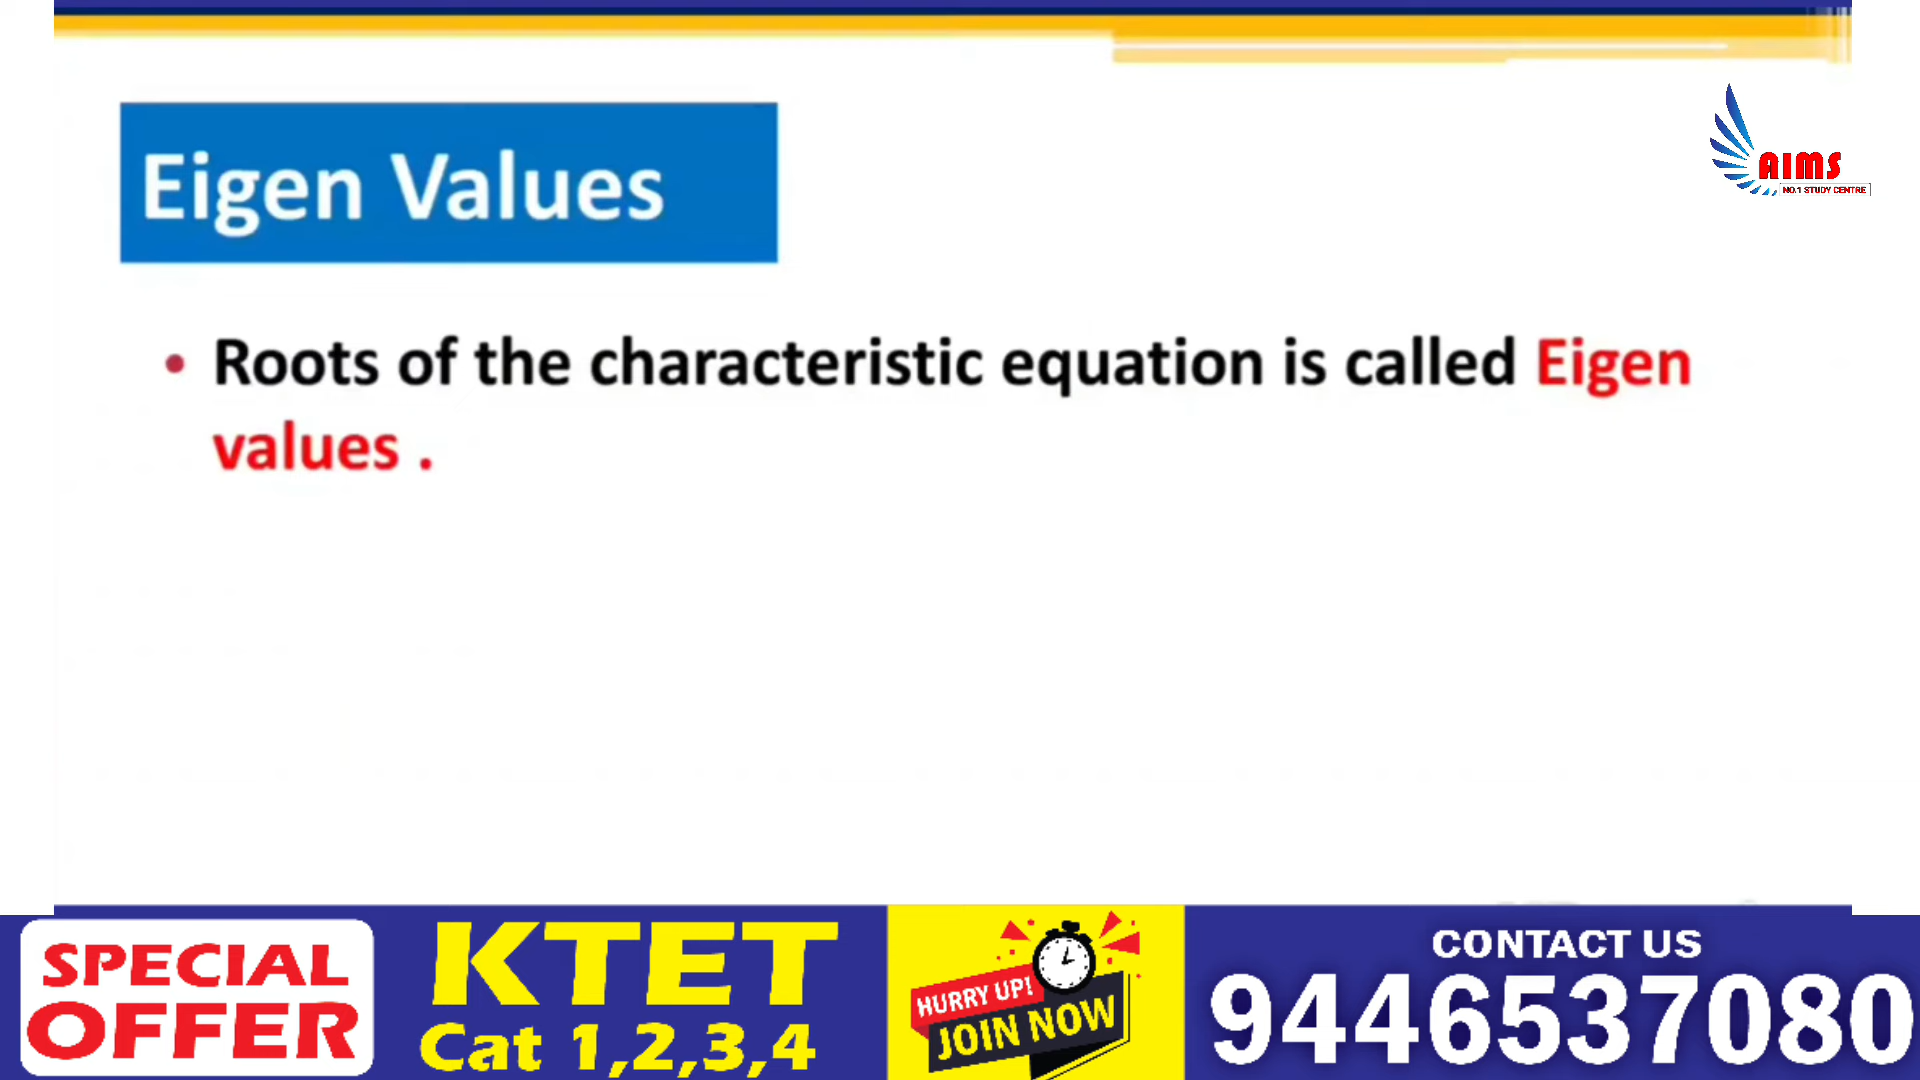 Eigen Values
AIMS
NO.1 STUDY CENTRE
• Roots of the characteristic equation is called Eigen
values .
SPECIAL
OFFER
KTET
Cat 1,2,3,4
HURRY UP!
JOIN NOW
CONTACT US
9446537080